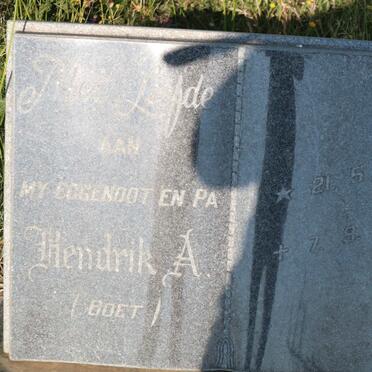 Met Liefde
AAN
MY EGGENOOT EN PA
Hendrik A.
(BOET)
★ 21. 5
+ 7. 9